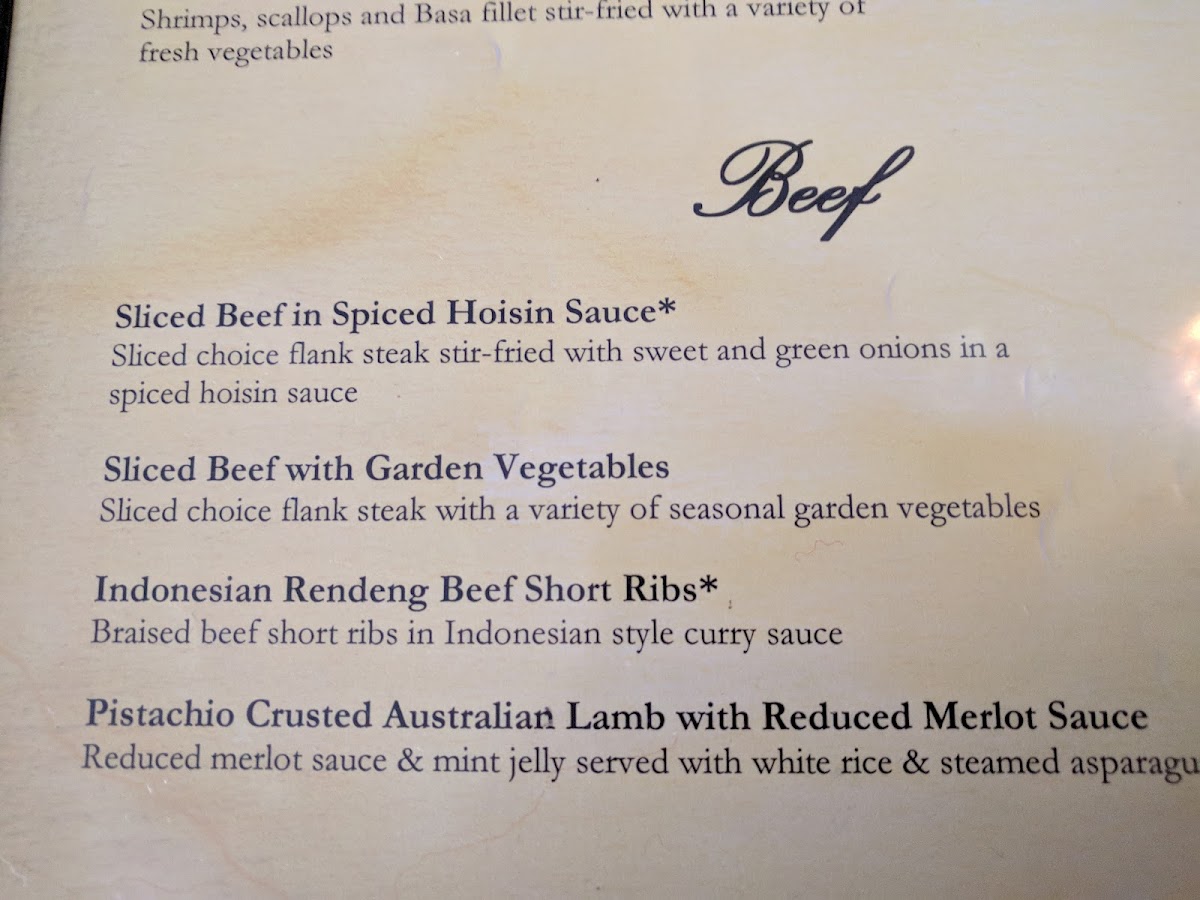 Shrimps, scallops and Basa fillet stir-fried with a variety of
fresh vegetables
Beef
Sliced Beef in Spiced Hoisin Sauce*
Sliced choice flank steak stir-fried with sweet and green onions in a
spiced hoisin sauce
Sliced Beef with Garden Vegetables
Sliced choice flank steak with a variety of seasonal garden vegetables
Indonesian Rendeng Beef Short Ribs*
Braised beef short ribs in Indonesian style curry sauce
Pistachio Crusted Australian Lamb with Reduced Merlot Sauce
Reduced merlot sauce & mint jelly served with white rice & steamed asparagu